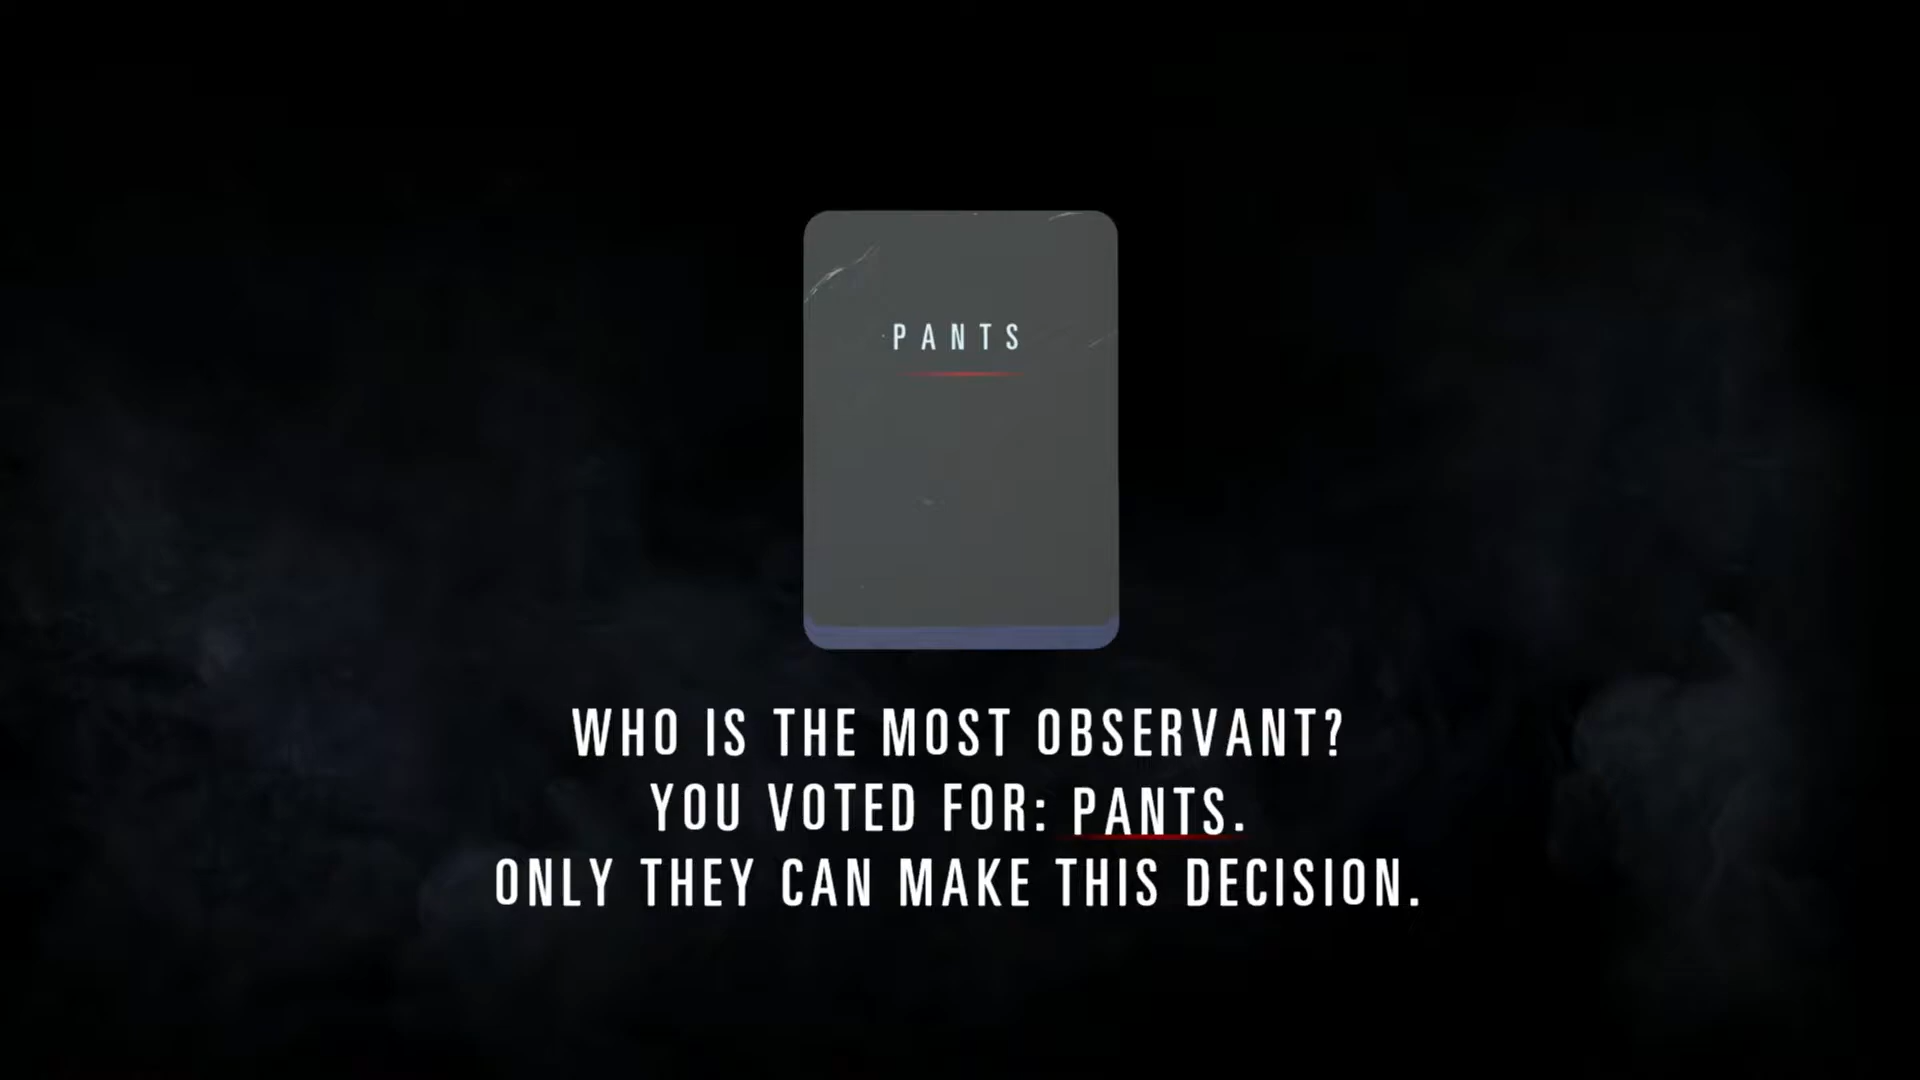 PANTS
WHO IS THE MOST OBSERVANT?
YOU VOTED FOR: PANTS.
ONLY THEY CAN MAKE THIS DECISION.